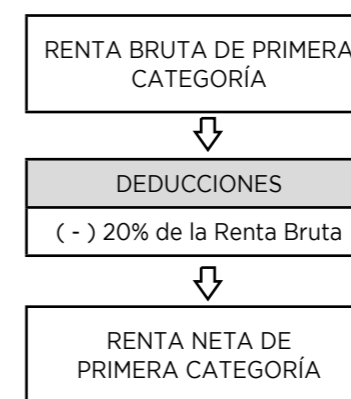 RENTA BRUTA DE PRIMERA
CATEGORÍA
DEDUCCIONES
( - ) 20% de la Renta Bruta
RENTA NETA DE
PRIMERA CATEGORÍA